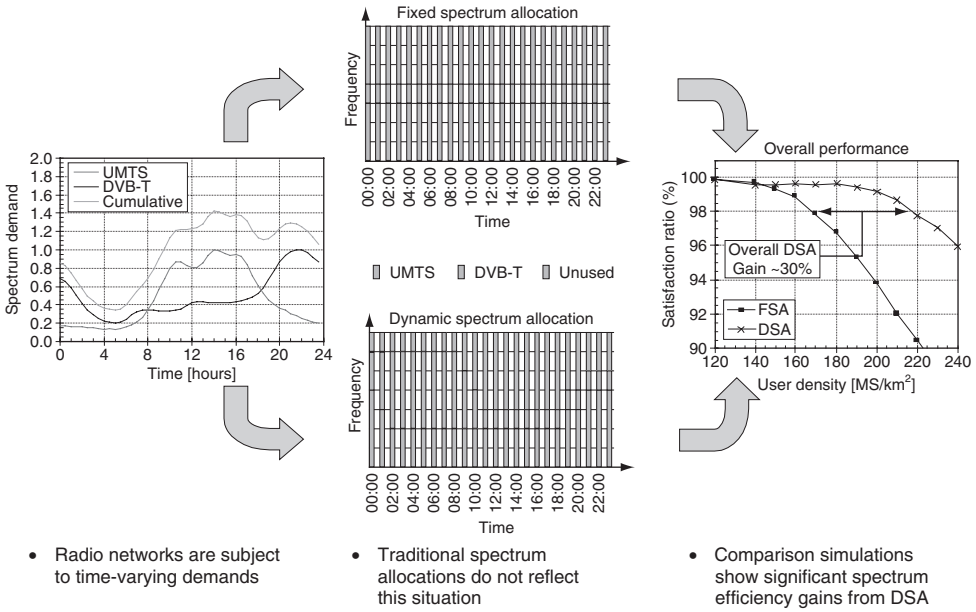 Fixed spectrum allocation
Frequency
00:00 02:00 04:00 06:00 08:00 10:00 12:00 14:00 16:00 18:00 20:00 22:00
Time
2.0
1.8
1.6
1.4
1.2
1.0
0.8
0.6
0.4
0.2
0.0
Spectrum demand
UMTS
DVB-T
Cumulative
0 4 8 12 16 20 24
Time [hours]
UMTS DVB-T Unused
Dynamic spectrum allocation
Frequency
00:00 02:00 04:00 06:00 08:00 10:00 12:00 14:00 16:00 18:00 20:00 22:00
Time
Overall performance
100
98
96
94
92
90
Satisfaction ratio (%)
Overall DSA
Gain ~30%
FSA
DSA
120 140 160 180 200 220 240
User density [MS/km²]
• Radio networks are subject
to time-varying demands
• Traditional spectrum
allocations do not reflect
this situation
• Comparison simulations
show significant spectrum
efficiency gains from DSA